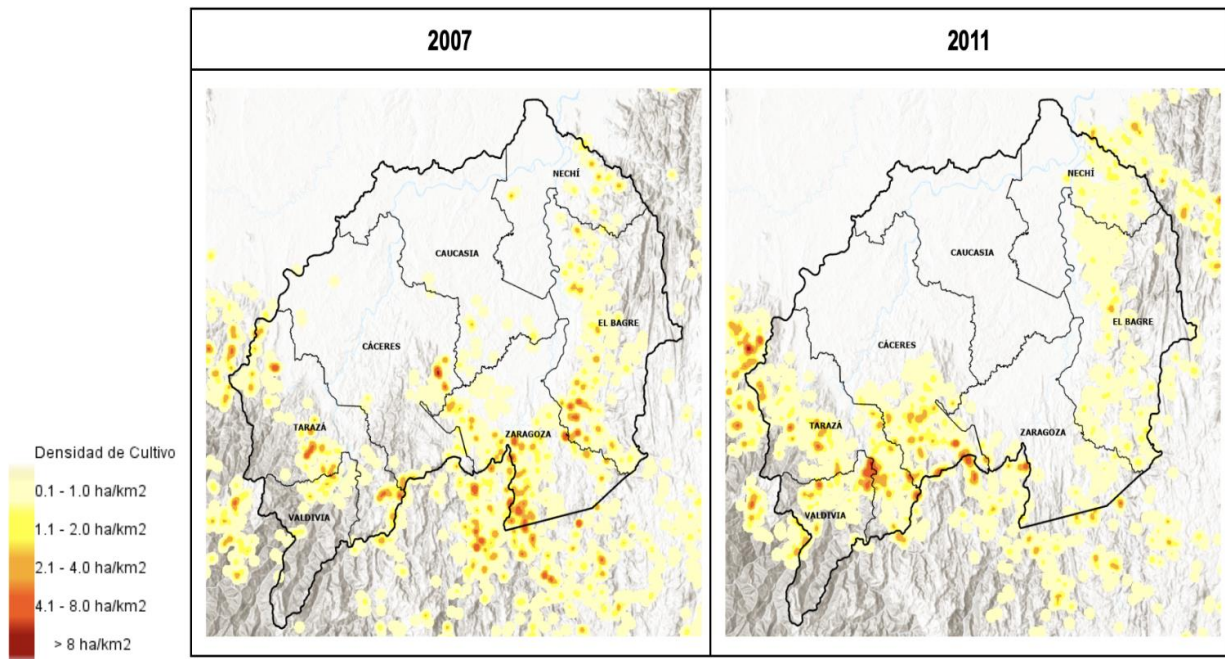 2007
2011
NECHÍ
CAUCASIA
EL BAGRE
CÁCERES
TARAZÁ
ZARAGOZA
VALDIVIA
NECHÍ
CAUCASIA
EL BAGRE
CÁCERES
TARAZÁ
ZARAGOZA
VALDIVIA
Densidad de Cultivo
0.1 - 1.0 ha/km2
1.1 - 2.0 ha/km2
2.1 - 4.0 ha/km2
4.1 - 8.0 ha/km2
> 8 ha/km2